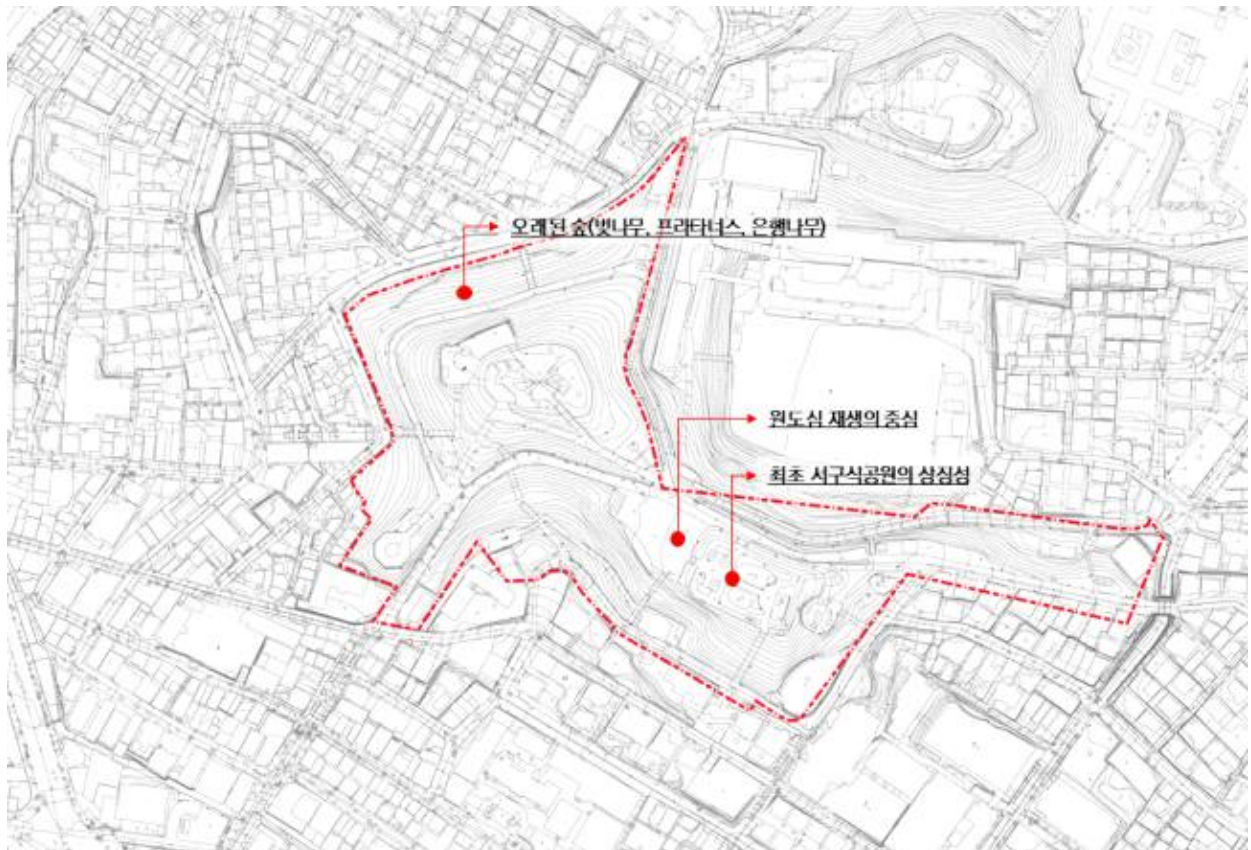 오래된 숲(벚나무, 프라타너스, 은행나무)
원도심 재생의 중심
최초 서구식공원의 상징성